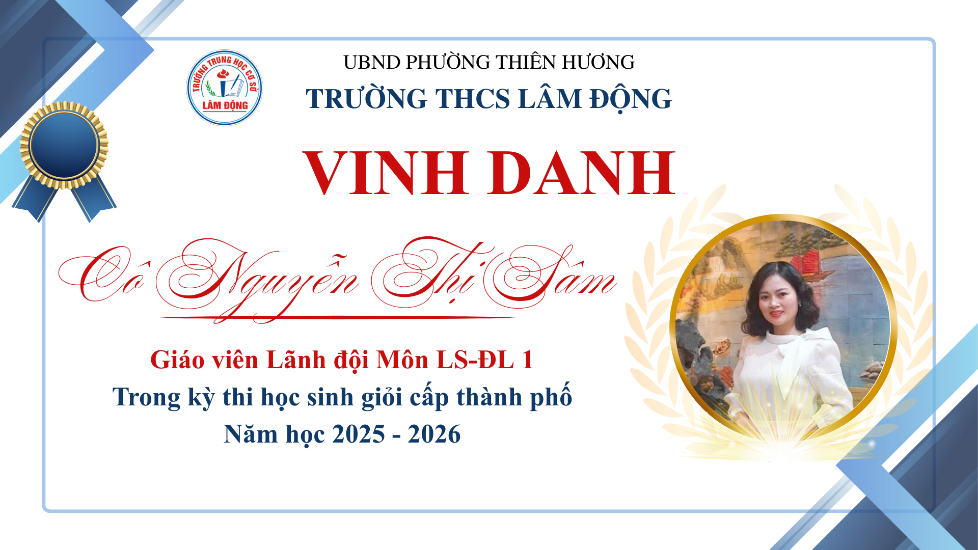 TRƯỜNG TRUNG HỌC CƠ SỞ
LÂM ĐỘNG
UBND PHƯỜNG THIÊN HƯƠNG
TRƯỜNG THCS LÂM ĐỘNG
VINH DANH
Cô Nguyễn Thị Sâm
Giáo viên Lãnh đội Môn LS-ĐL 1
Trong kỳ thi học sinh giỏi cấp thành phố
Năm học 2025 - 2026